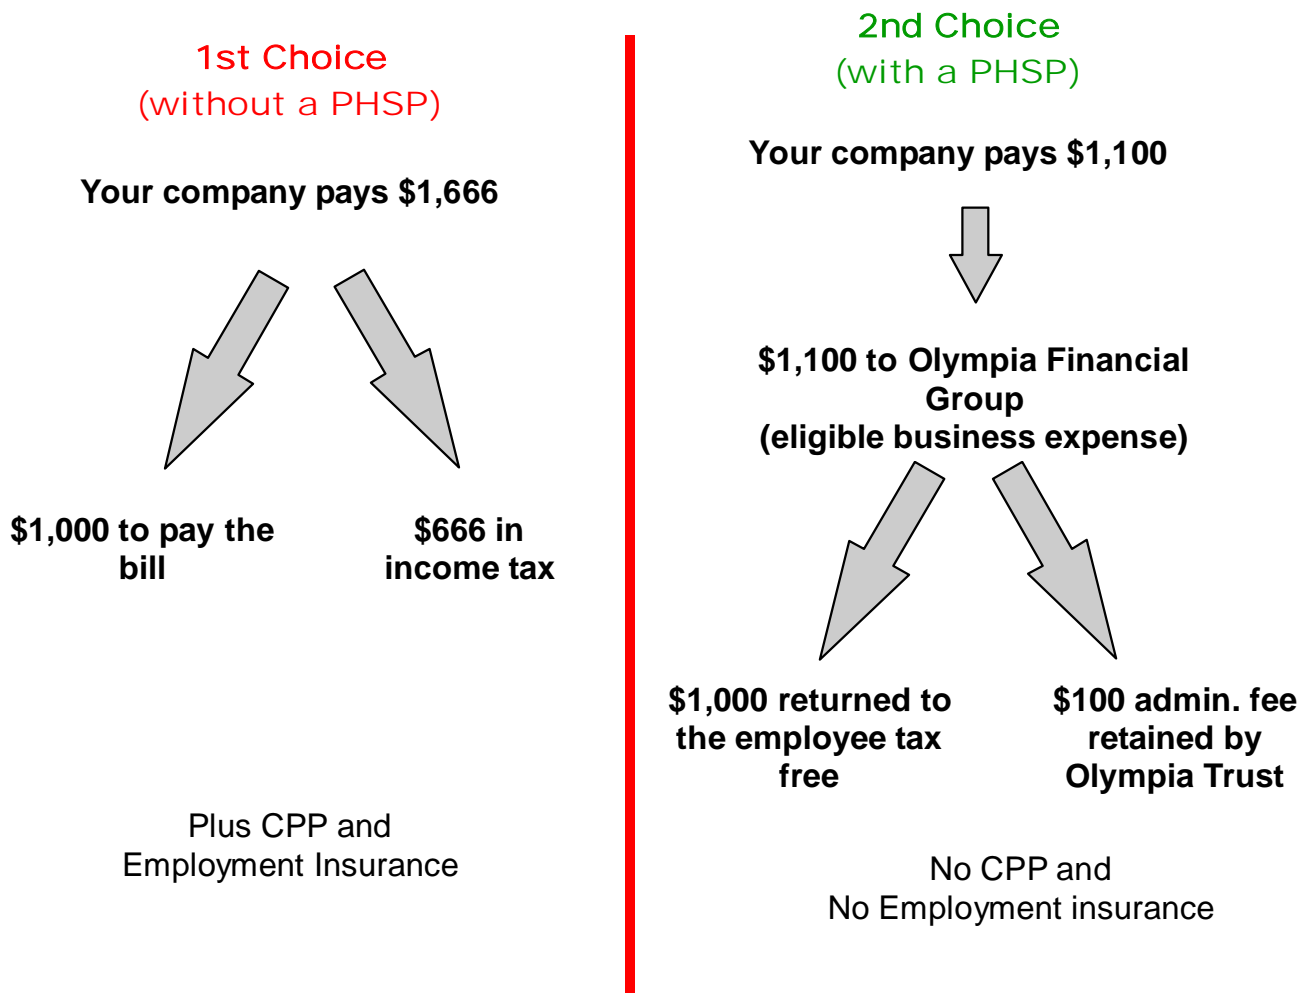 1st Choice
(without a PHSP)
Your company pays $1,666
$1,000 to pay the
bill
$666 in
income tax
Plus CPP and
Employment Insurance
2nd Choice
(with a PHSP)
Your company pays $1,100
$1,100 to Olympia Financial
Group
(eligible business expense)
$1,000 returned to
the employee tax
free
$100 admin. fee
retained by
Olympia Trust
No CPP and
No Employment insurance